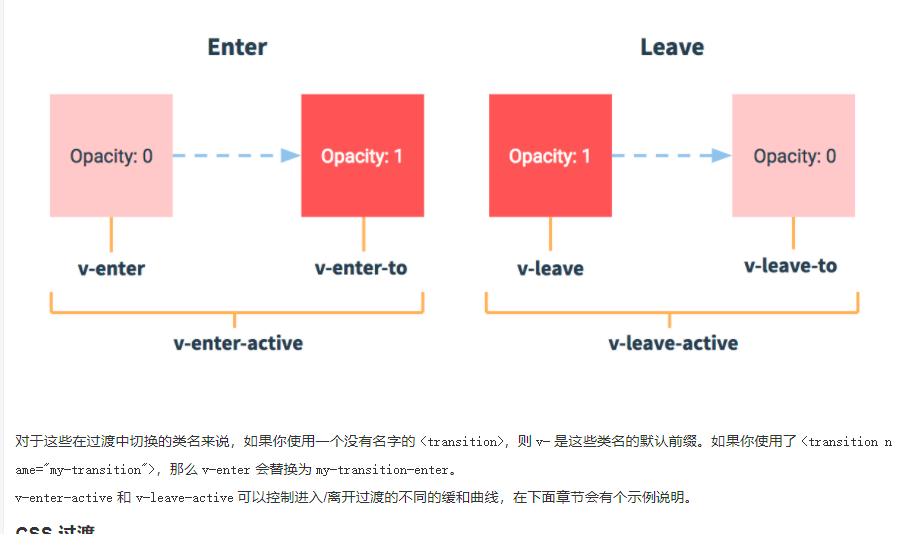 Enter
Leave
Opacity: 0
Opacity: 1
Opacity: 1
Opacity: 0
v-enter
v-enter-to
v-leave
v-leave-to
v-enter-active
v-leave-active
对于这些在过渡中切换的类名来说，如果你使用一个没有名字的 <transition>，则 v- 是这些类名的默认前缀。如果你使用了 <transition n
ame="my-transition">，那么 v-enter 会替换为 my-transition-enter。
v-enter-active 和 v-leave-active 可以控制进入/离开过渡的不同的缓和曲线，在下面章节会有个示例说明。
CSS 过渡